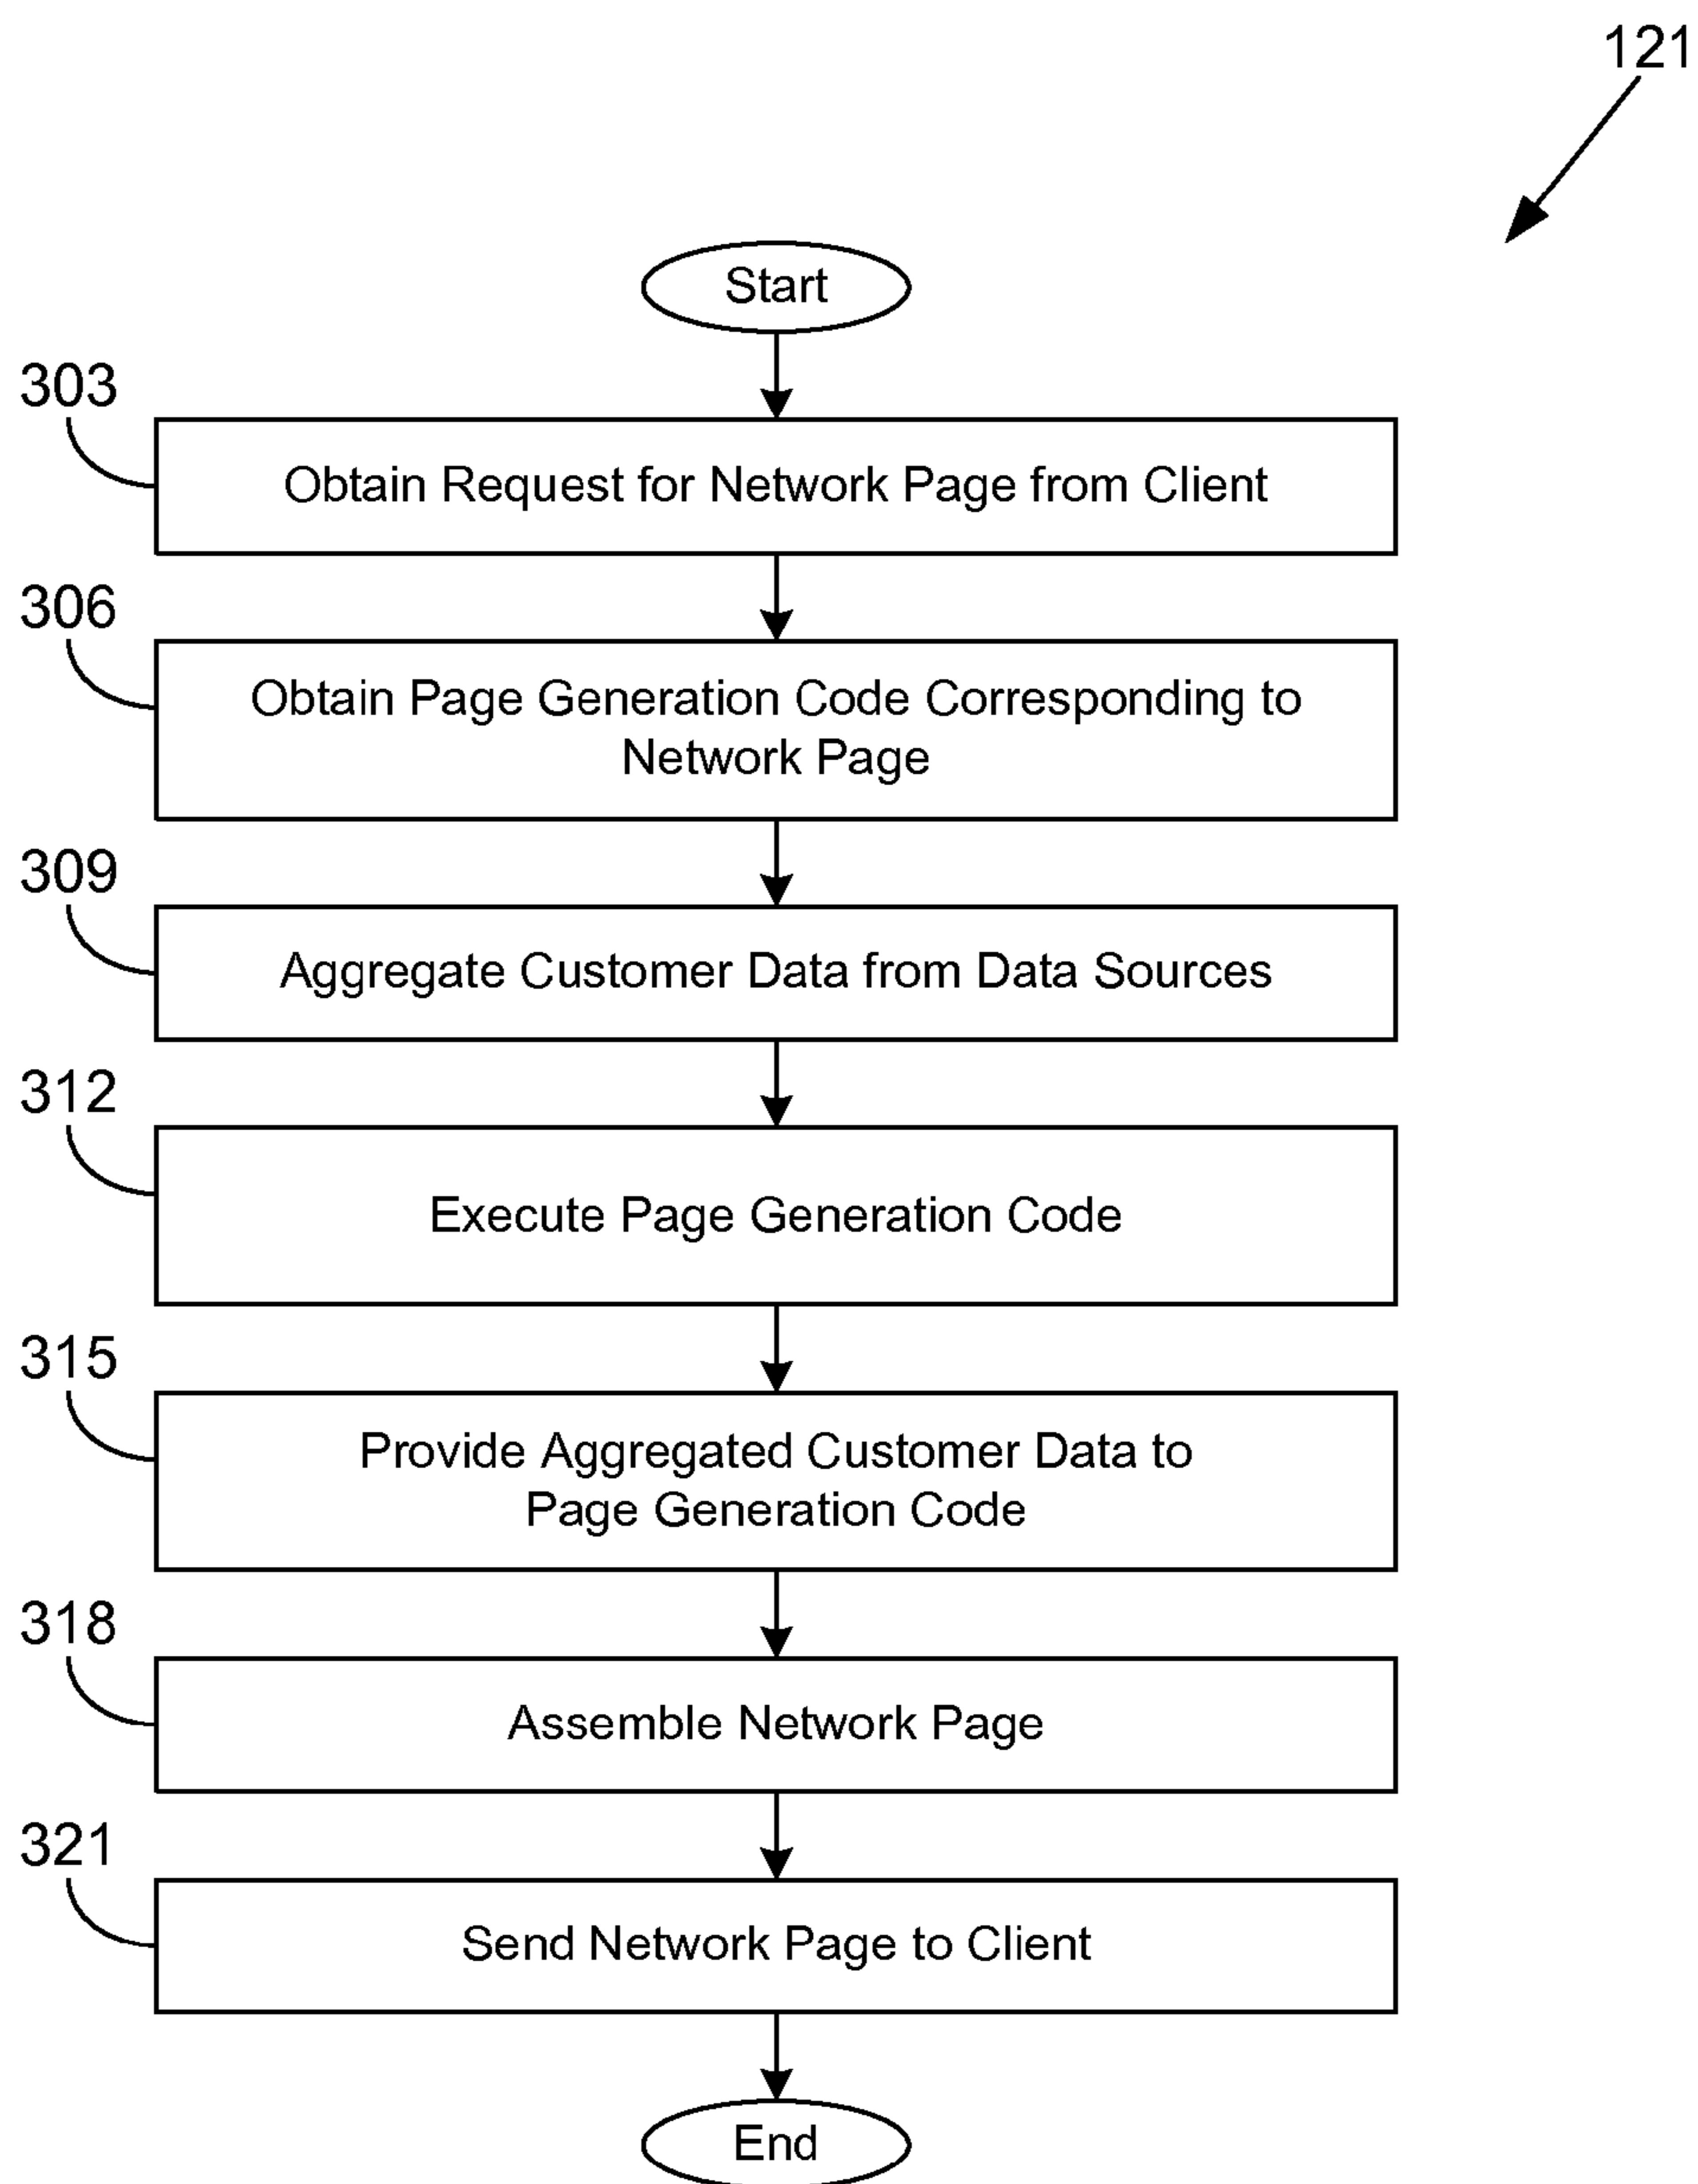 121
Start
303
Obtain Request for Network Page from Client
306
Obtain Page Generation Code Corresponding to
Network Page
309
Aggregate Customer Data from Data Sources
312
Execute Page Generation Code
315
Provide Aggregated Customer Data to
Page Generation Code
318
Assemble Network Page
321
Send Network Page to Client
End